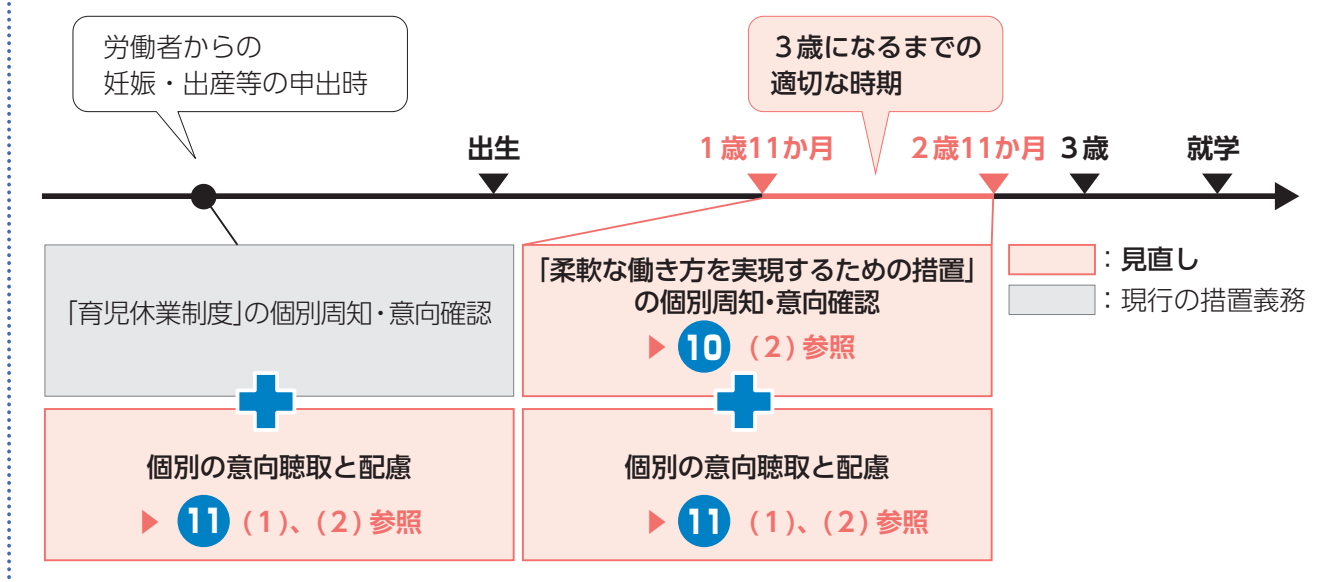 労働者からの
妊娠・出産等の申出時
3歳になるまでの
適切な時期
出生
1歳11か月
2歳11か月
3歳
就学
「育児休業制度」の個別周知・意向確認
「柔軟な働き方を実現するための措置」
の個別周知・意向確認
▶ 10 (2)参照
:見直し
:現行の措置義務
個別の意向聴取と配慮
▶ 11 (1)、(2)参照
個別の意向聴取と配慮
▶ 11 (1)、(2)参照